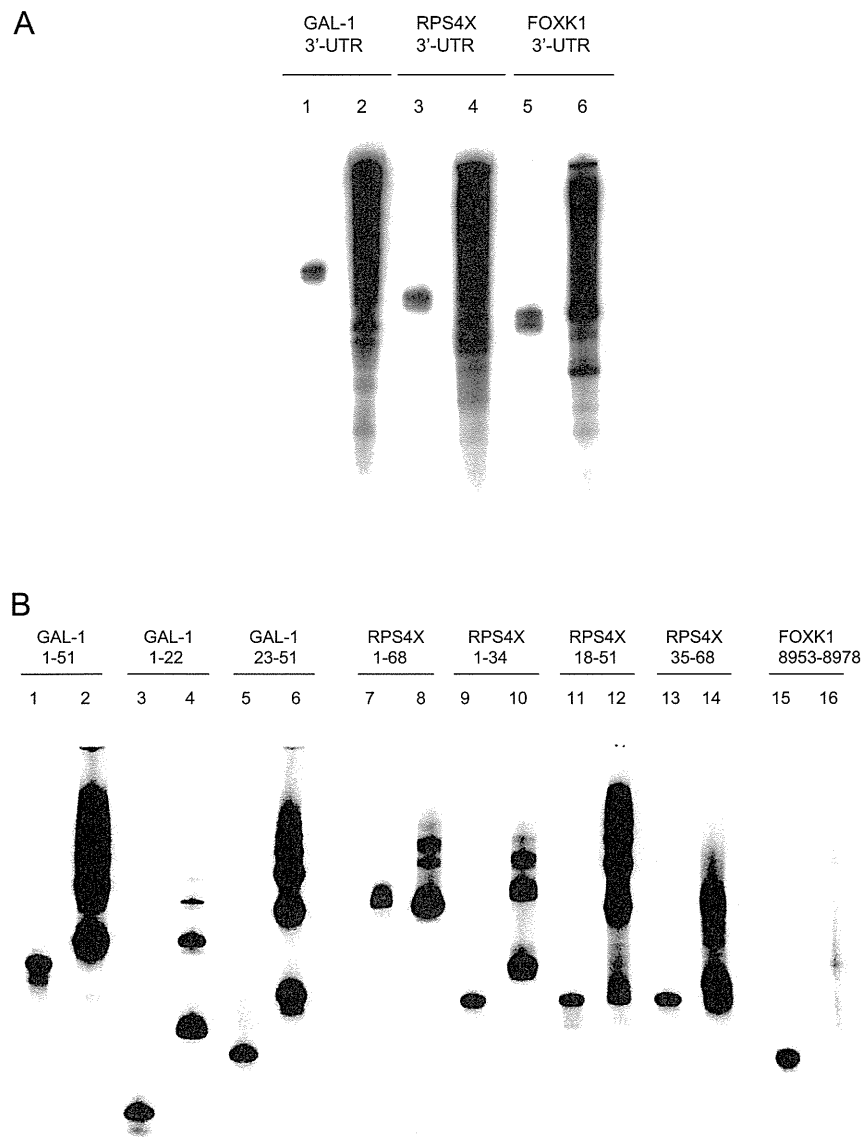 A
GAL-1 RPS4X FOXK1
3'-UTR 3'-UTR 3'-UTR
1 2 3 4 5 6
B
GAL-1 GAL-1 GAL-1 RPS4X RPS4X RPS4X RPS4X FOXK1
1-51 1-22 23-51 1-68 1-34 18-51 35-68 8953-8978
1 2 3 4 5 6 7 8 9 10 11 12 13 14 15 16